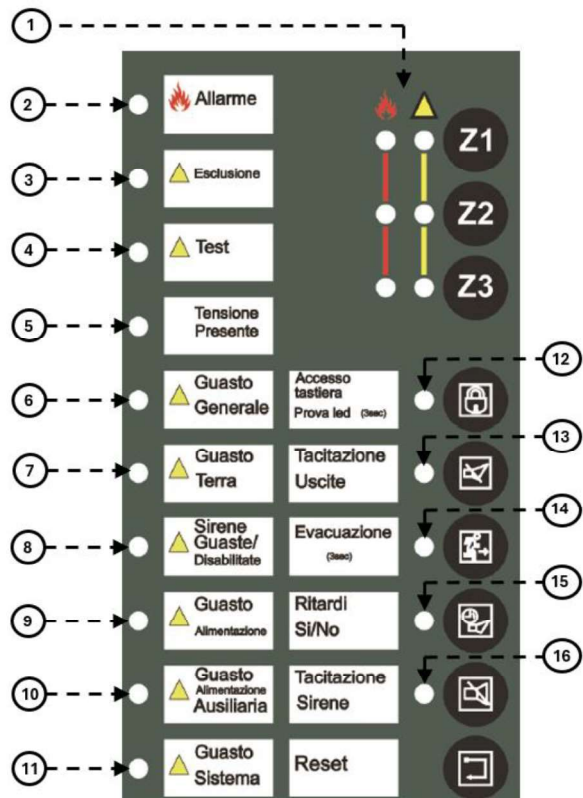 1
2
Allarme
Z1
3
Esclusione
Z2
4
Test
Z3
5
Tensione
Presente
6
Guasto
Generale
Accesso
tastiera
Prova led (3sec)
12
7
Guasto
Terra
Tacitazione
Uscite
13
8
Sirene
Guaste/
Disabilitate
Evacuazione
(3sec)
14
9
Guasto
Alimentazione
Ritardi
Si/No
15
10
Guasto
Alimentazione
Ausiliaria
Tacitazione
Sirene
16
11
Guasto
Sistema
Reset